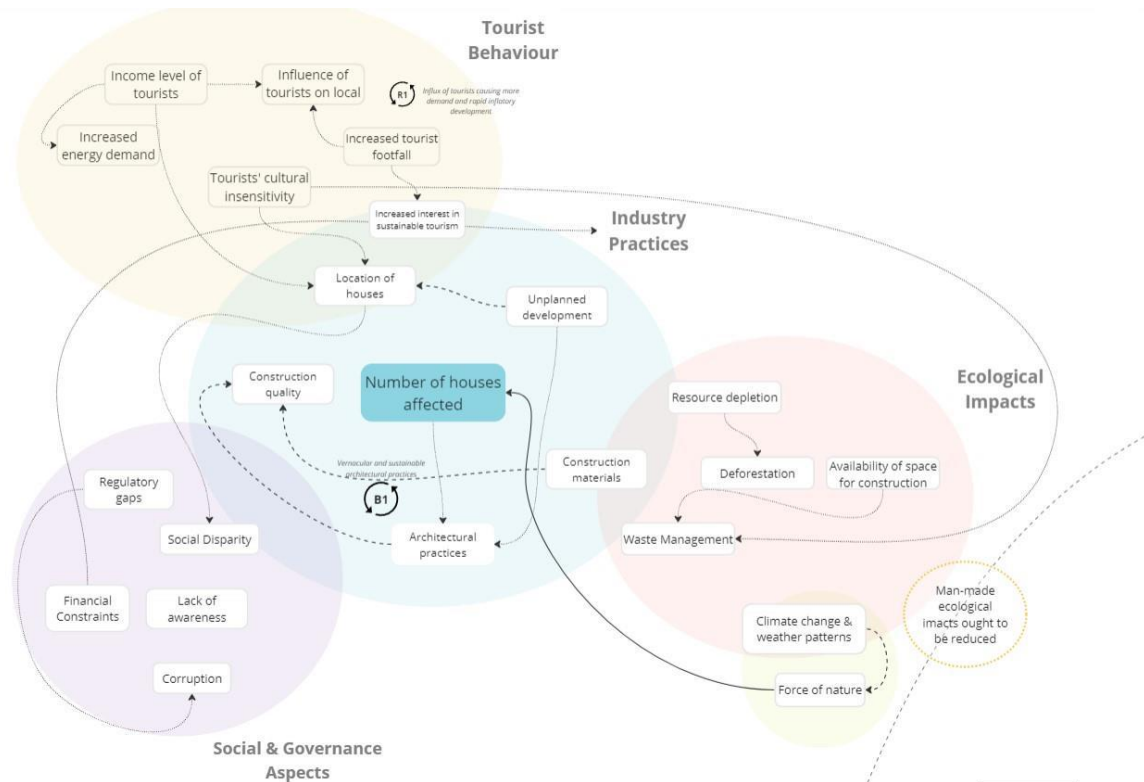 Tourist
Behaviour
Income level of
tourists
Influence of
tourists on local
R1
Influx of tourists causing more
demand and rapid inflatory
development
Increased
energy demand
Increased tourist
footfall
Tourists' cultural
insensitivity
Increased interest in
sustainable tourism
Industry
Practices
Location of
houses
Unplanned
development
Construction
quality
Number of houses
affected
Ecological
Impacts
Resource depletion
Vernacular and sustainable
architectural practices
B1
Construction
materials
Deforestation
Availability of space
for construction
Regulatory
gaps
Social Disparity
Architectural
practices
Waste Management
Financial
Constraints
Lack of
awareness
Climate change &
weather patterns
Man-made
ecological
imacts ought to
be reduced
Corruption
Force of nature
Social & Governance
Aspects